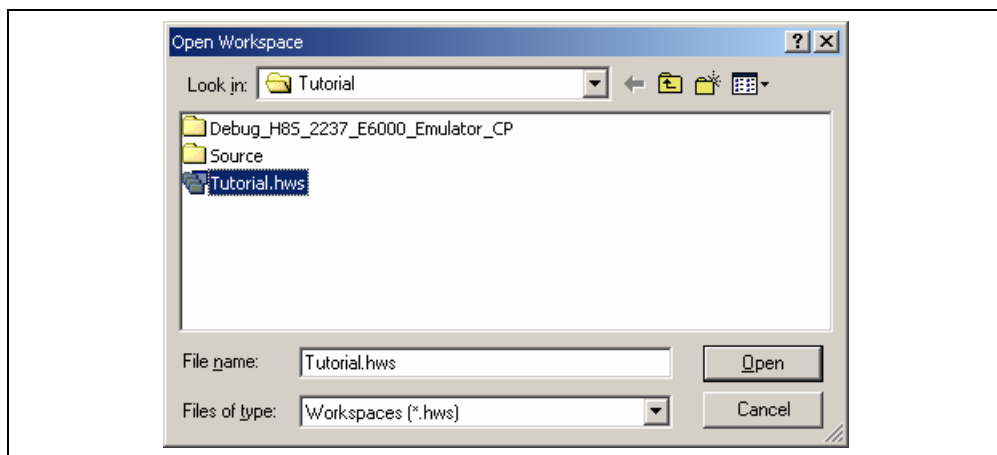 Open Workspace
Look in: Tutorial
Debug_H8S_2237_E6000_Emulator_CP
Source
Tutorial.hws
File name: Tutorial.hws Open
Files of type: Workspaces (*.hws) Cancel